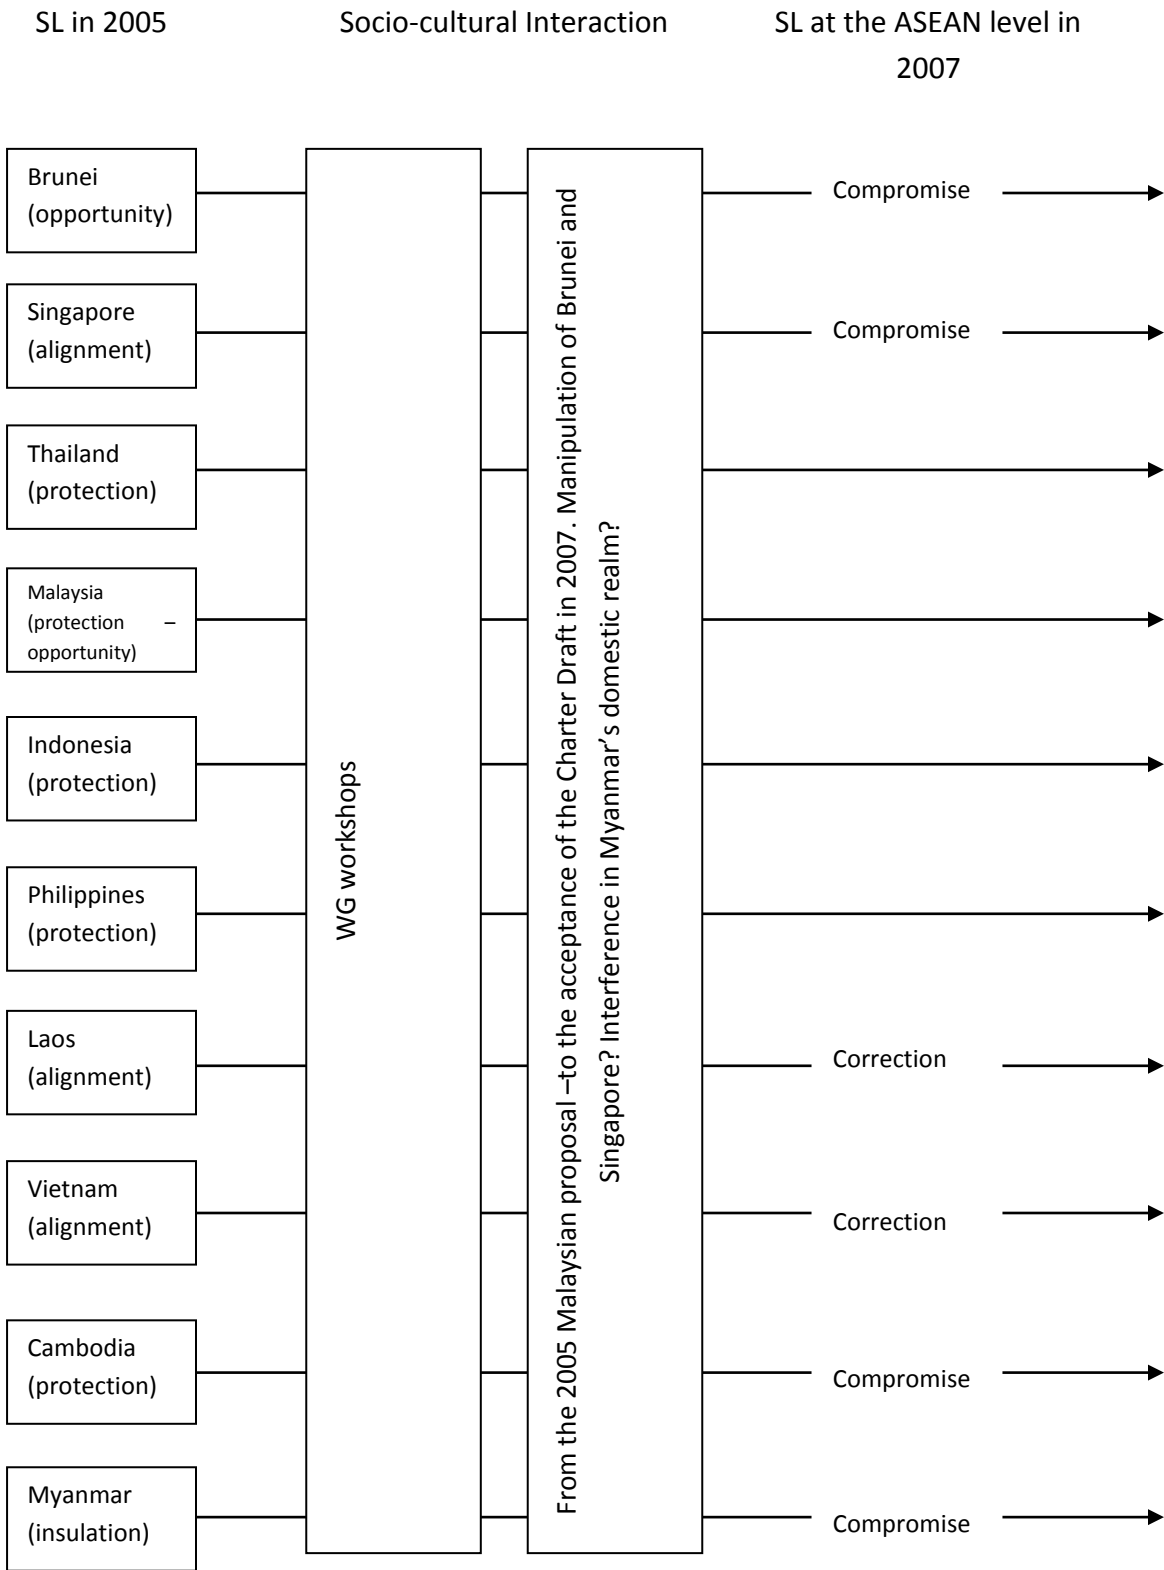 SL in 2005
Socio-cultural Interaction
SL at the ASEAN level in
2007
Brunei
(opportunity)
Compromise
Singapore
(alignment)
Compromise
Thailand
(protection)
Malaysia
(protection –
opportunity)
Indonesia
(protection)
Philippines
(protection)
Laos
(alignment)
Correction
Vietnam
(alignment)
Correction
Cambodia
(protection)
Compromise
Myanmar
(insulation)
Compromise
WG workshops
From the 2005 Malaysian proposal –to the acceptance of the Charter Draft in 2007. Manipulation of Brunei and
Singapore? Interference in Myanmar’s domestic realm?